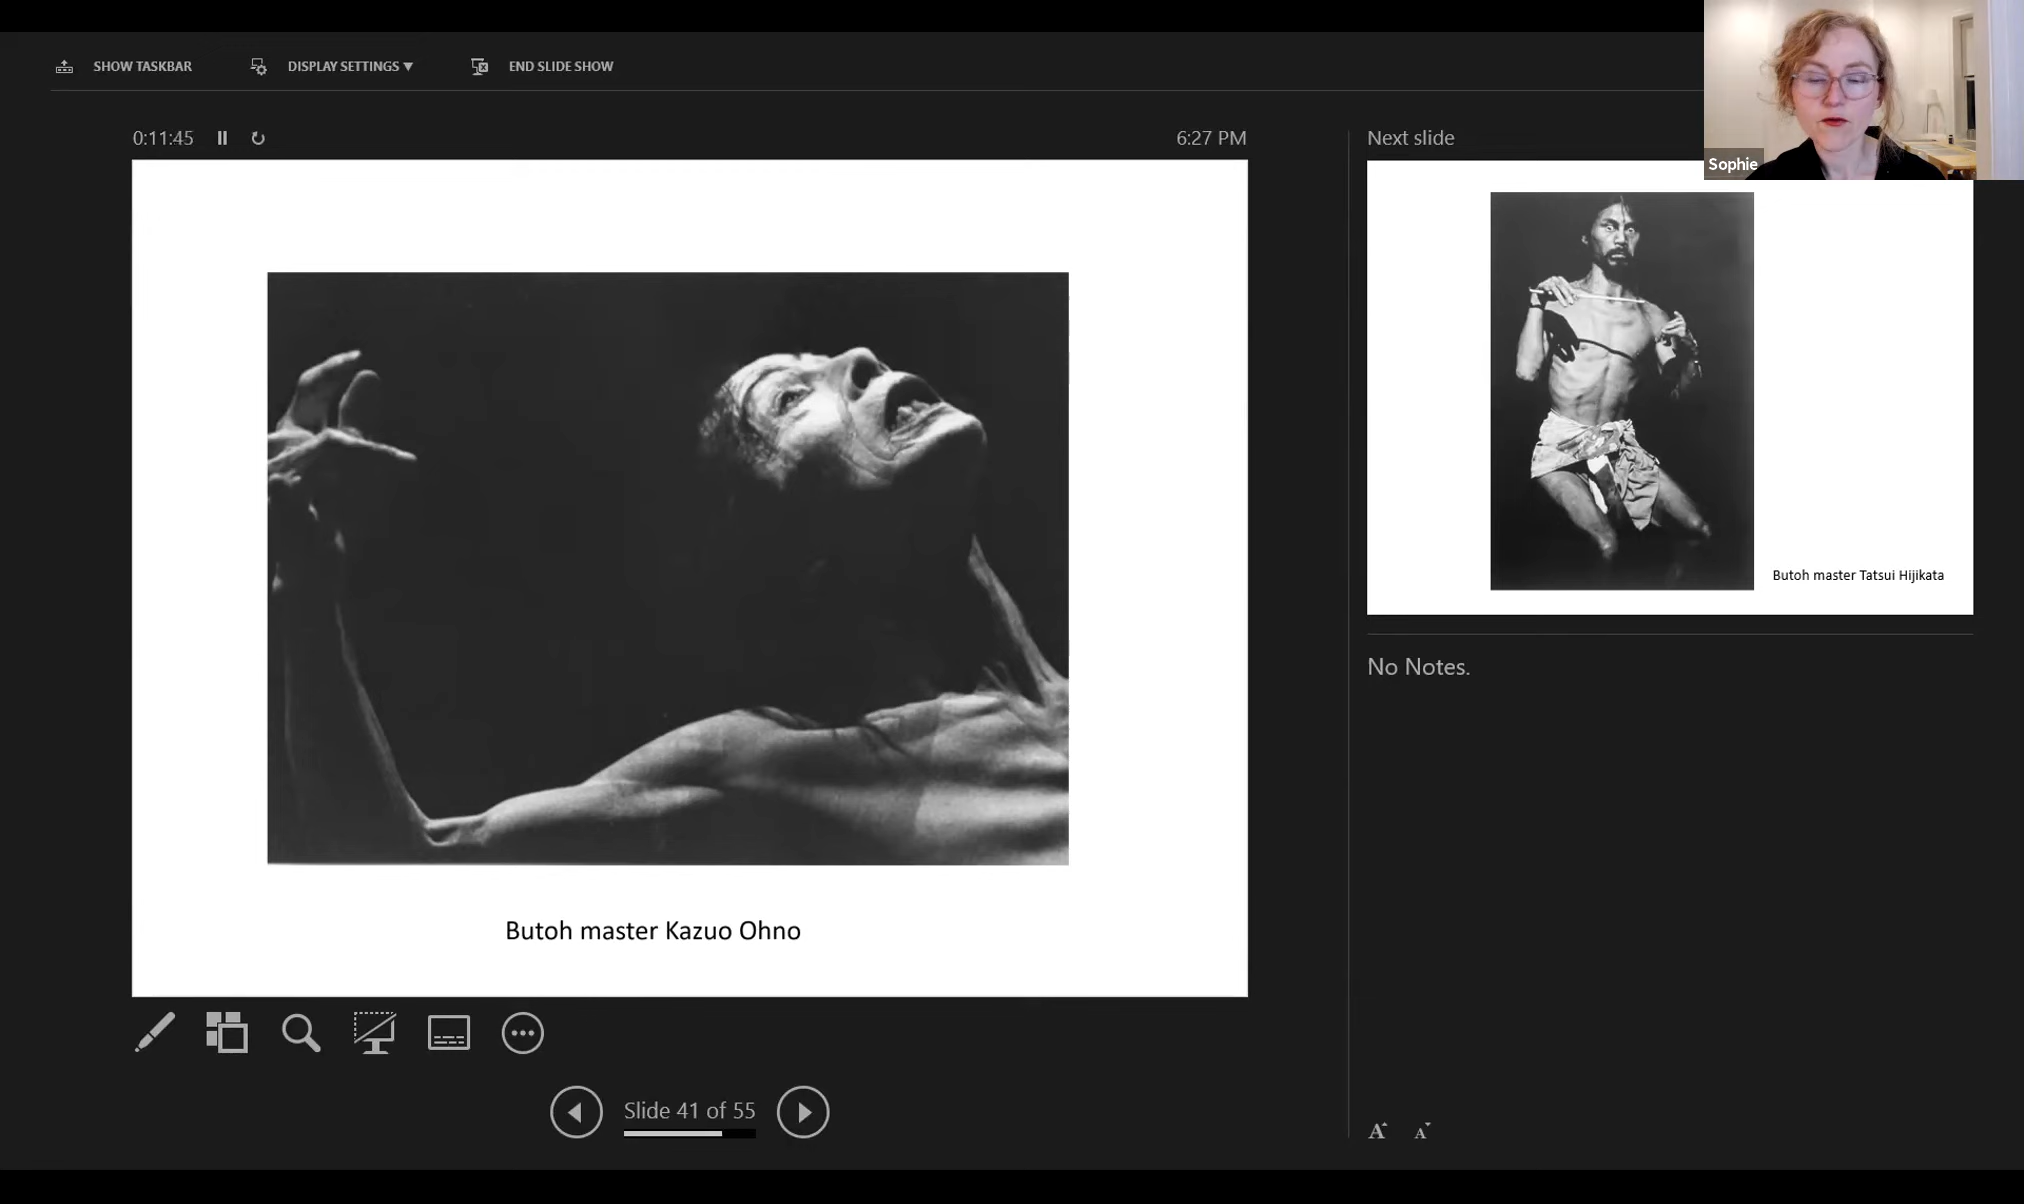 SHOW TASKBAR
DISPLAY SETTINGS ▾
END SLIDE SHOW
0:11:45
6:27 PM
Next slide
Sophie
Butoh master Tatsui Hijikata
No Notes.
Butoh master Kazuo Ohno
Slide 41 of 55
A A